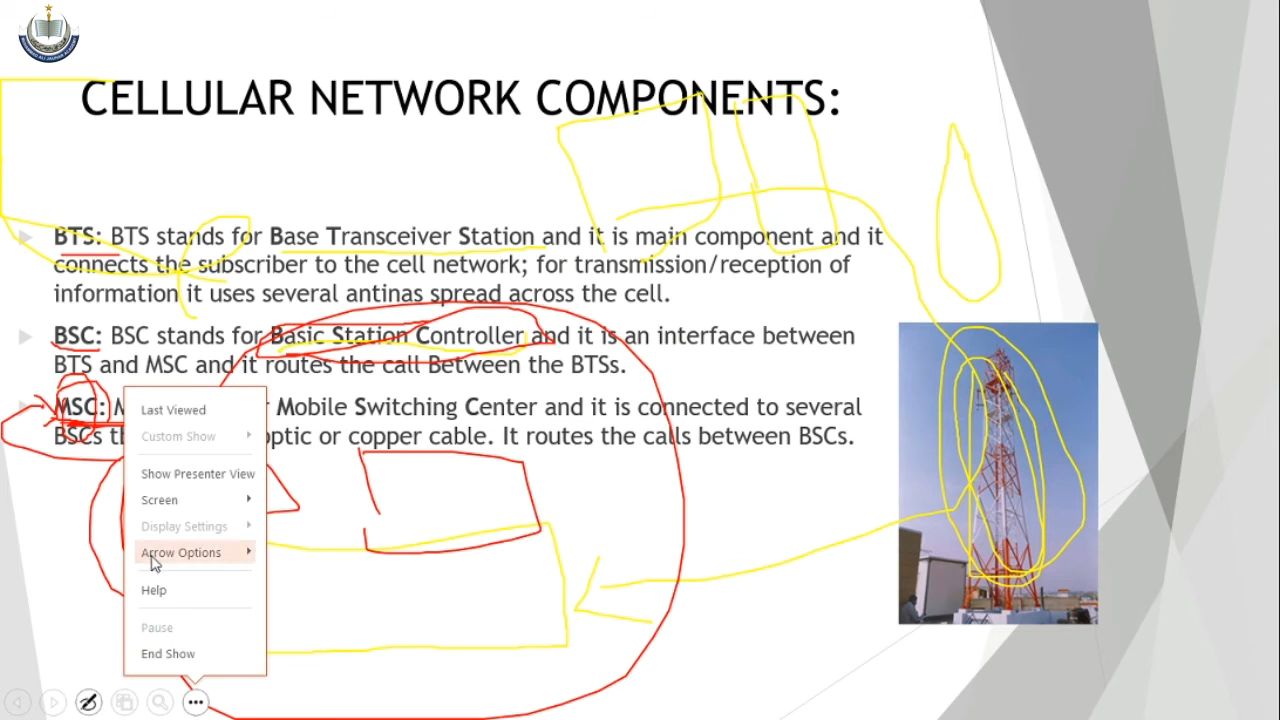 CELLULAR NETWORK COMPONENTS:
BTS: BTS stands for Base Transceiver Station and it is main component and it
connects the subscriber to the cell network; for transmission/reception of
information it uses several antinas spread across the cell.
BSC: BSC stands for Basic Station Controller and it is an interface between
BTS and MSC and it routes the call Between the BTSs.
MSC: M Mobile Switching Center and it is connected to several
BSCs optic or copper cable. It routes the calls between BSCs.
Last Viewed
Custom Show
Show Presenter View
Screen
Display Settings
Arrow Options
Help
Pause
End Show